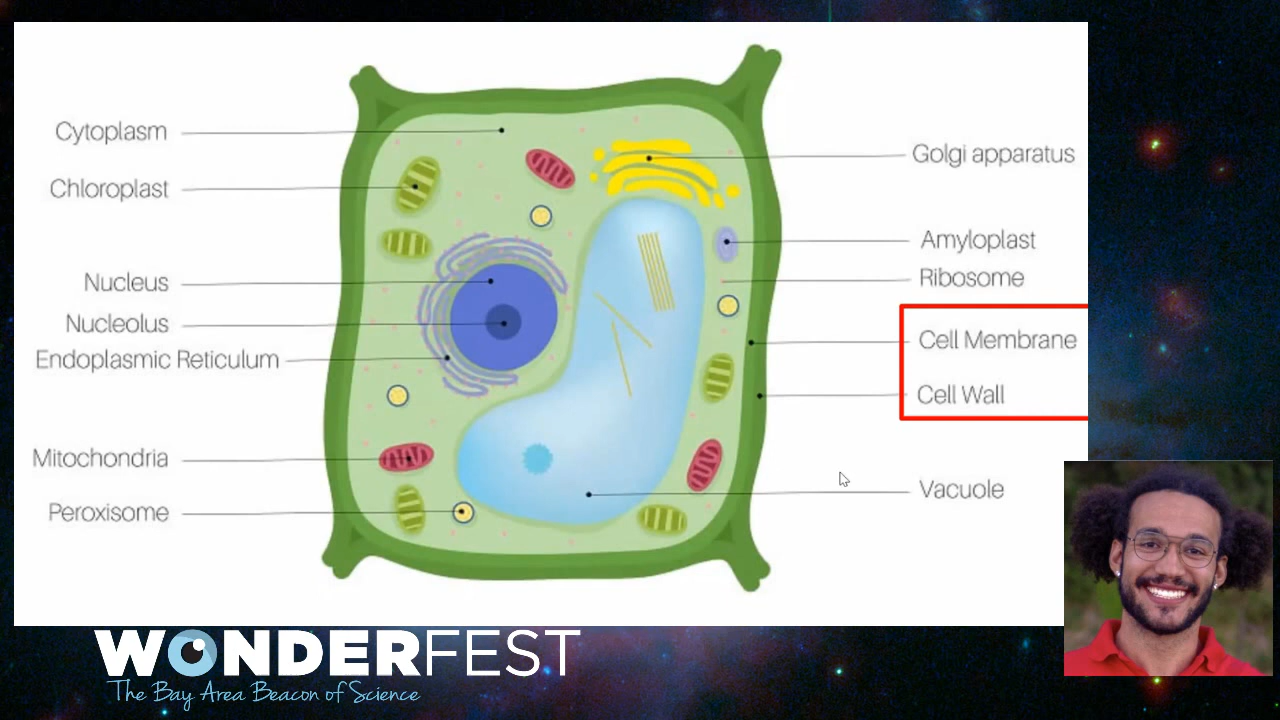 Cytoplasm
Chloroplast
Nucleus
Nucleolus
Endoplasmic Reticulum
Mitochondria
Peroxisome
Golgi apparatus
Amyloplast
Ribosome
Cell Membrane
Cell Wall
Vacuole
WONDERFEST
The Bay Area Beacon of Science